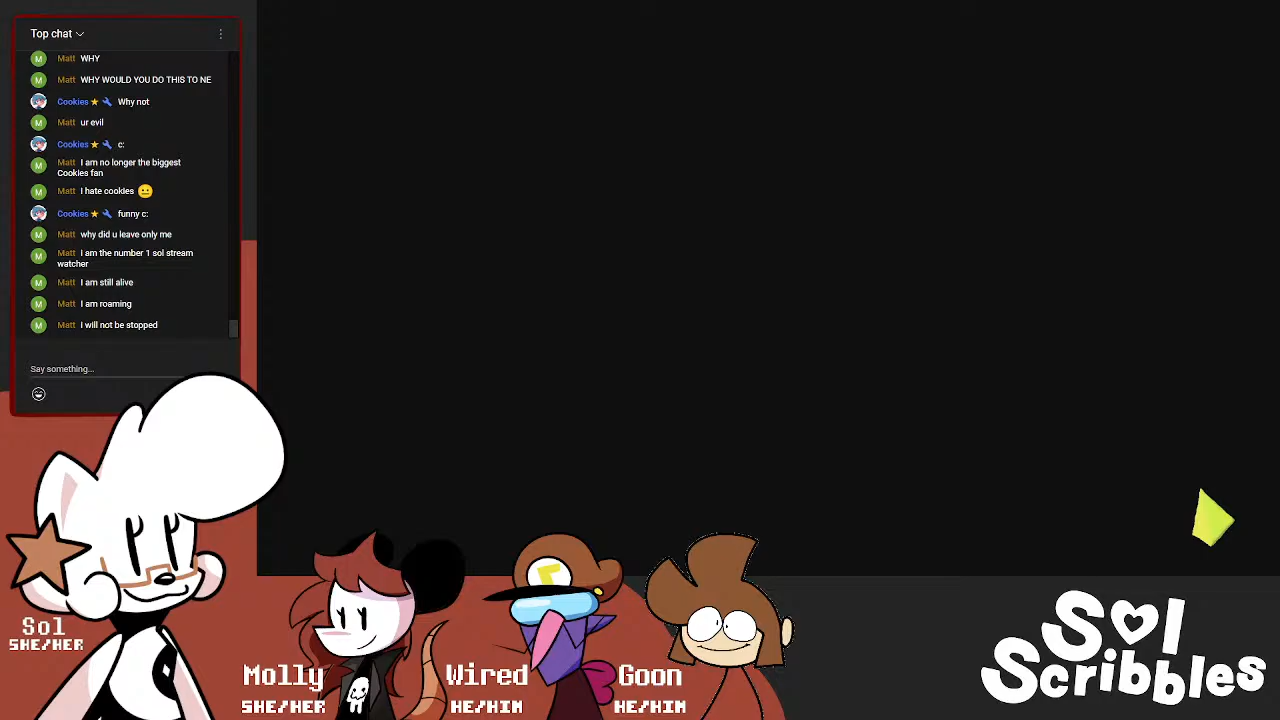 Top chat
Matt WHY
Matt WHY WOULD YOU DO THIS TO NE
Cookies Why not
Matt ur evil
Cookies c:
Matt I am no longer the biggest
Cookies fan
Matt I hate cookies 😐
Cookies funny c:
Matt why did u leave only me
Matt I am the number 1 sol stream
watcher
Matt I am still alive
Matt I am roaming
Matt I will not be stopped
Say something...
Sol
SHE/HER
Molly
SHE/HER
Wired
HE/HIM
Goon
HE/HIM
Sol
Scribbles